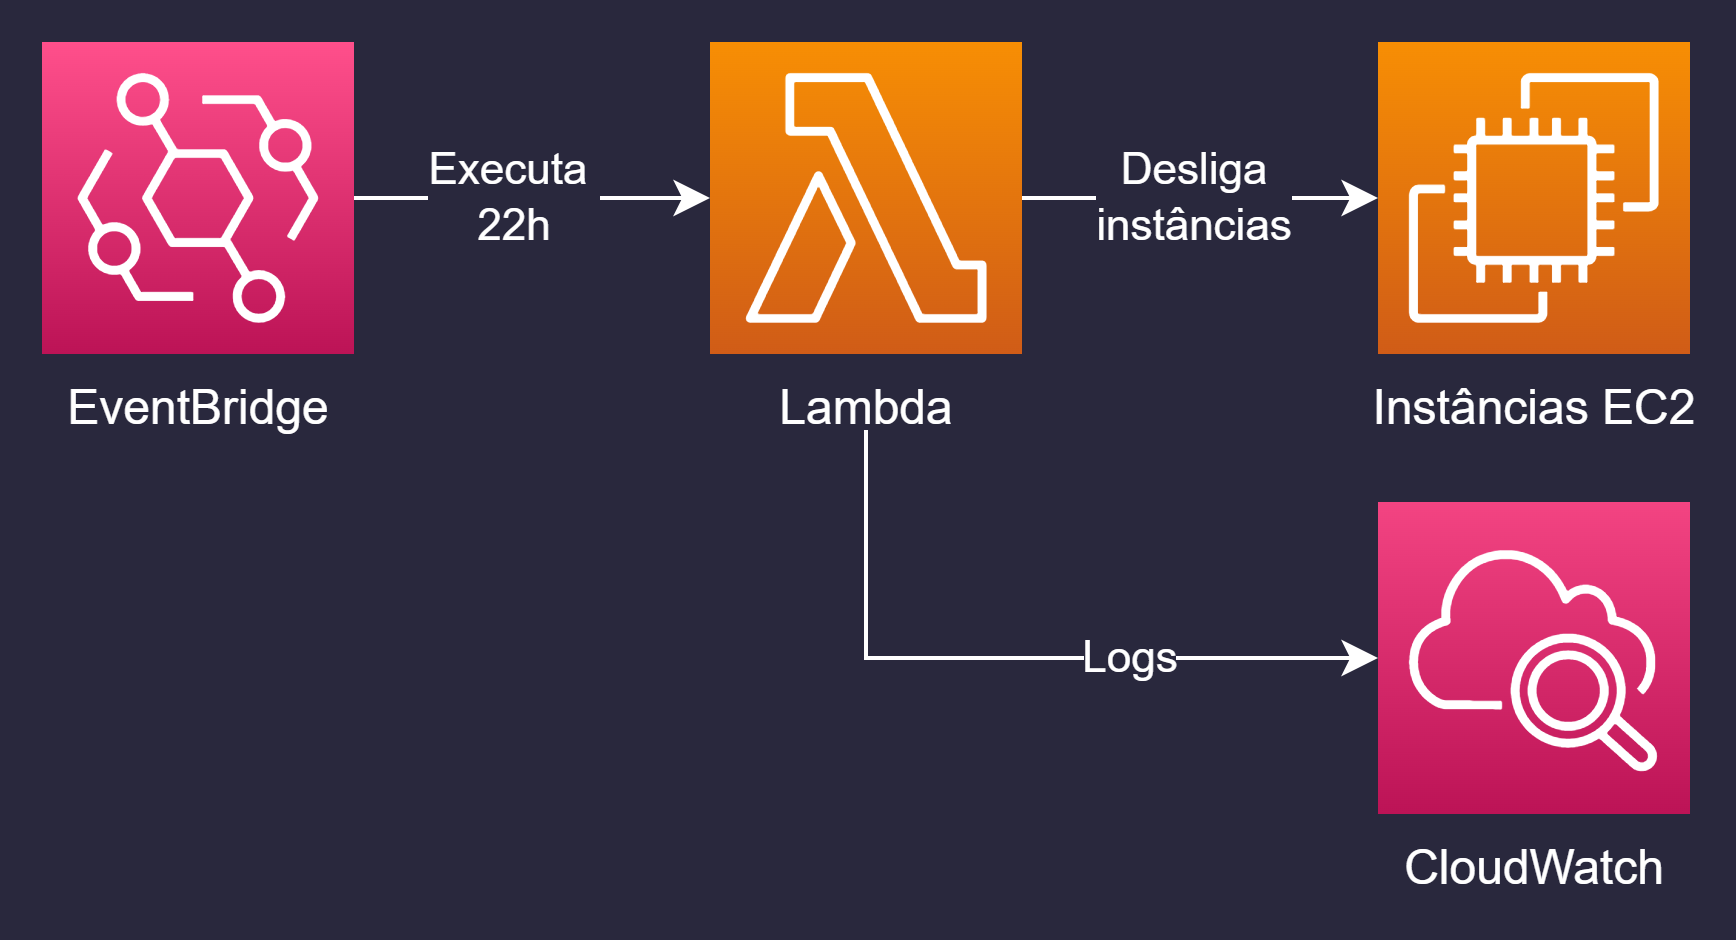 Executa
22h
Desliga
instâncias
EventBridge
Lambda
Instâncias EC2
Logs
CloudWatch